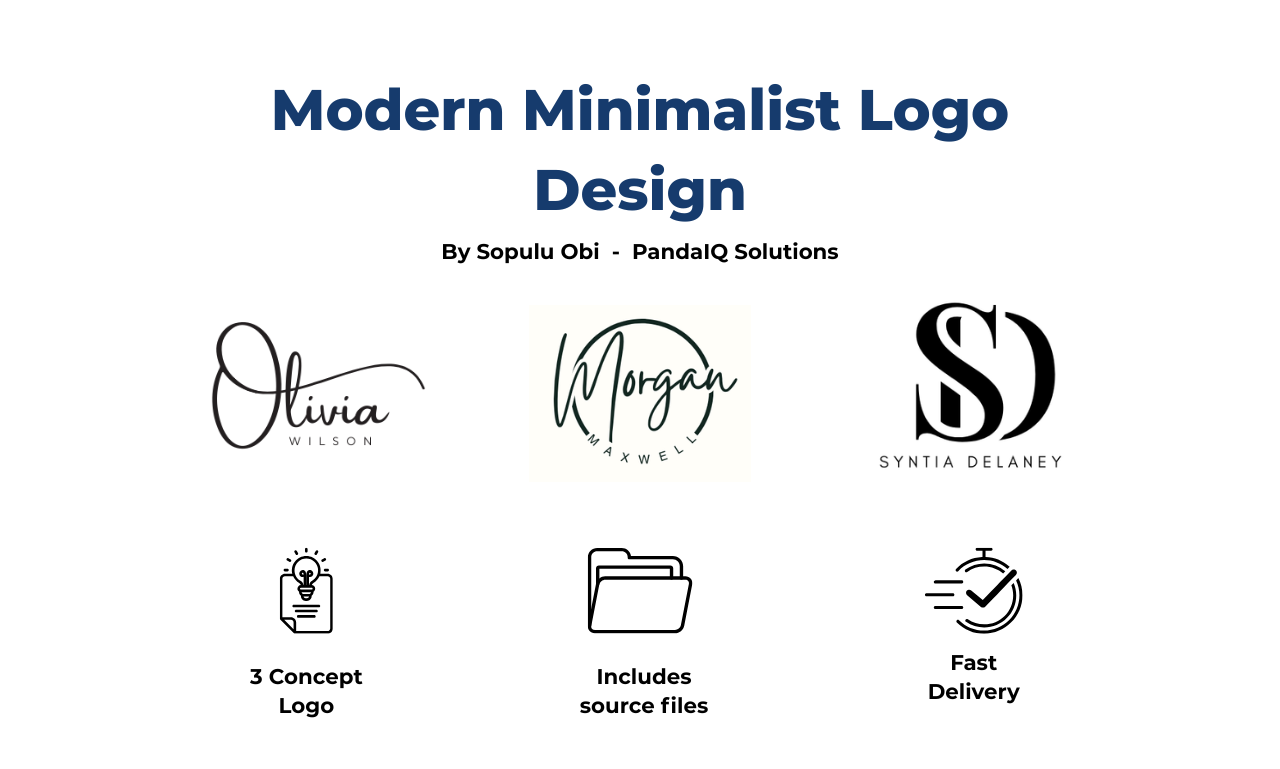 Modern Minimalist Logo
Design
By Sopulu Obi - PandaIQ Solutions
Olivia
WILSON
Morgan
MAXWELL
SD
SYNTIA DELANEY
3 Concept
Logo
Includes
source files
Fast
Delivery